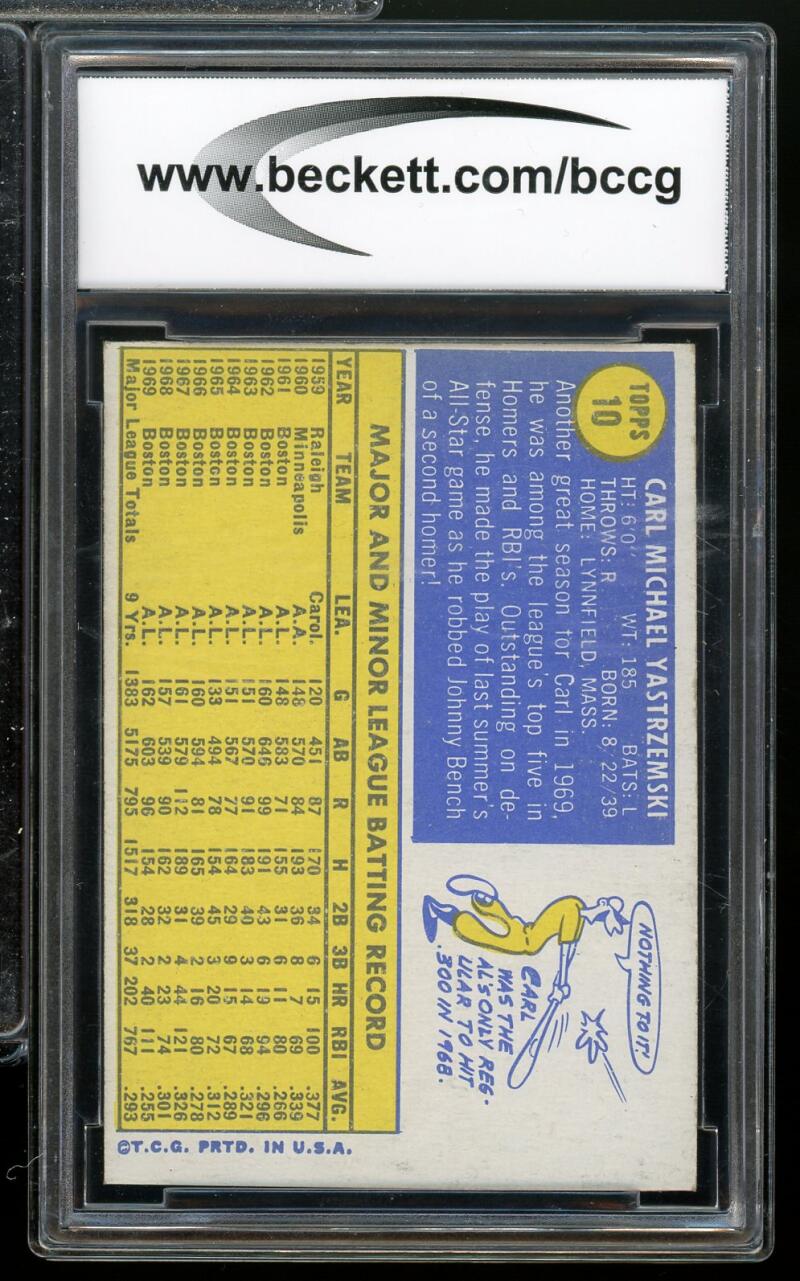 www.beckett.com/bccg
TOPPS
10
CARL MICHAEL YASTRZEMSKI
HT: 6'0" WT: 185 BATS: L
THROWS: R BORN: 8/22/39
HOME: LYNNFIELD, MASS.
Another great season for Carl in 1969,
he was among the league's top five in
Homers and RBI's. Outstanding on de-
fense, he made the play of last summer's
All-Star game as he robbed Johnny Bench
of a second homer!
NOTHING TO IT!
CARL
WAS THE
AL'S ONLY REG-
ULAR TO HIT
.300 IN 1968.
MAJOR AND MINOR LEAGUE BATTING RECORD
YEAR TEAM LEA. G AB R H 2B 3B HR RBI AVG.
1959 Raleigh Carol. 120 451 87 170 34 6 15 100 .377
1960 Minneapolis A.A. 148 570 84 193 36 8 7 69 .339
1961 Boston A.L. 148 583 71 155 31 6 11 80 .266
1962 Boston A.L. 160 646 99 191 43 6 19 94 .296
1963 Boston A.L. 151 570 91 183 40 3 14 68 .321
1964 Boston A.L. 151 567 77 164 29 9 15 67 .289
1965 Boston A.L. 133 494 78 154 45 3 20 72 .312
1966 Boston A.L. 160 594 81 165 39 2 16 80 .278
1967 Boston A.L. 161 579 112 189 31 4 44 121 .326
1968 Boston A.L. 157 539 90 162 32 2 23 74 .301
1969 Boston A.L. 162 603 96 154 28 2 40 111 .255
Major League Totals 9 Yrs. 1383 5175 795 1517 318 37 202 767 .293
©T.C.G. PRTD. IN U.S.A.